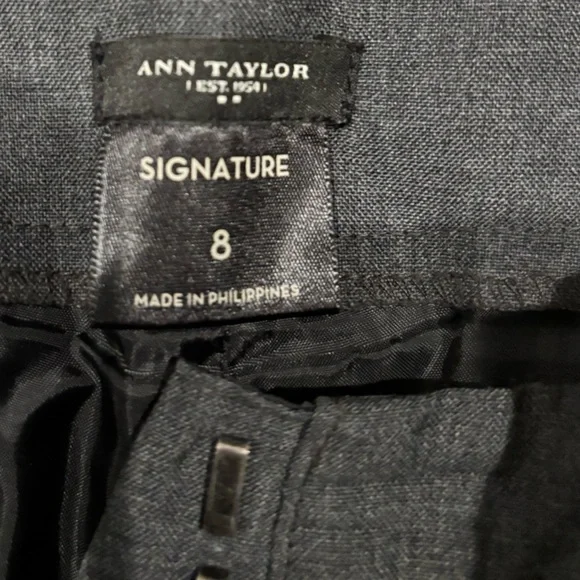 ANN TAYLOR
EST. 1954
SIGNATURE
8
MADE IN PHILIPPINES